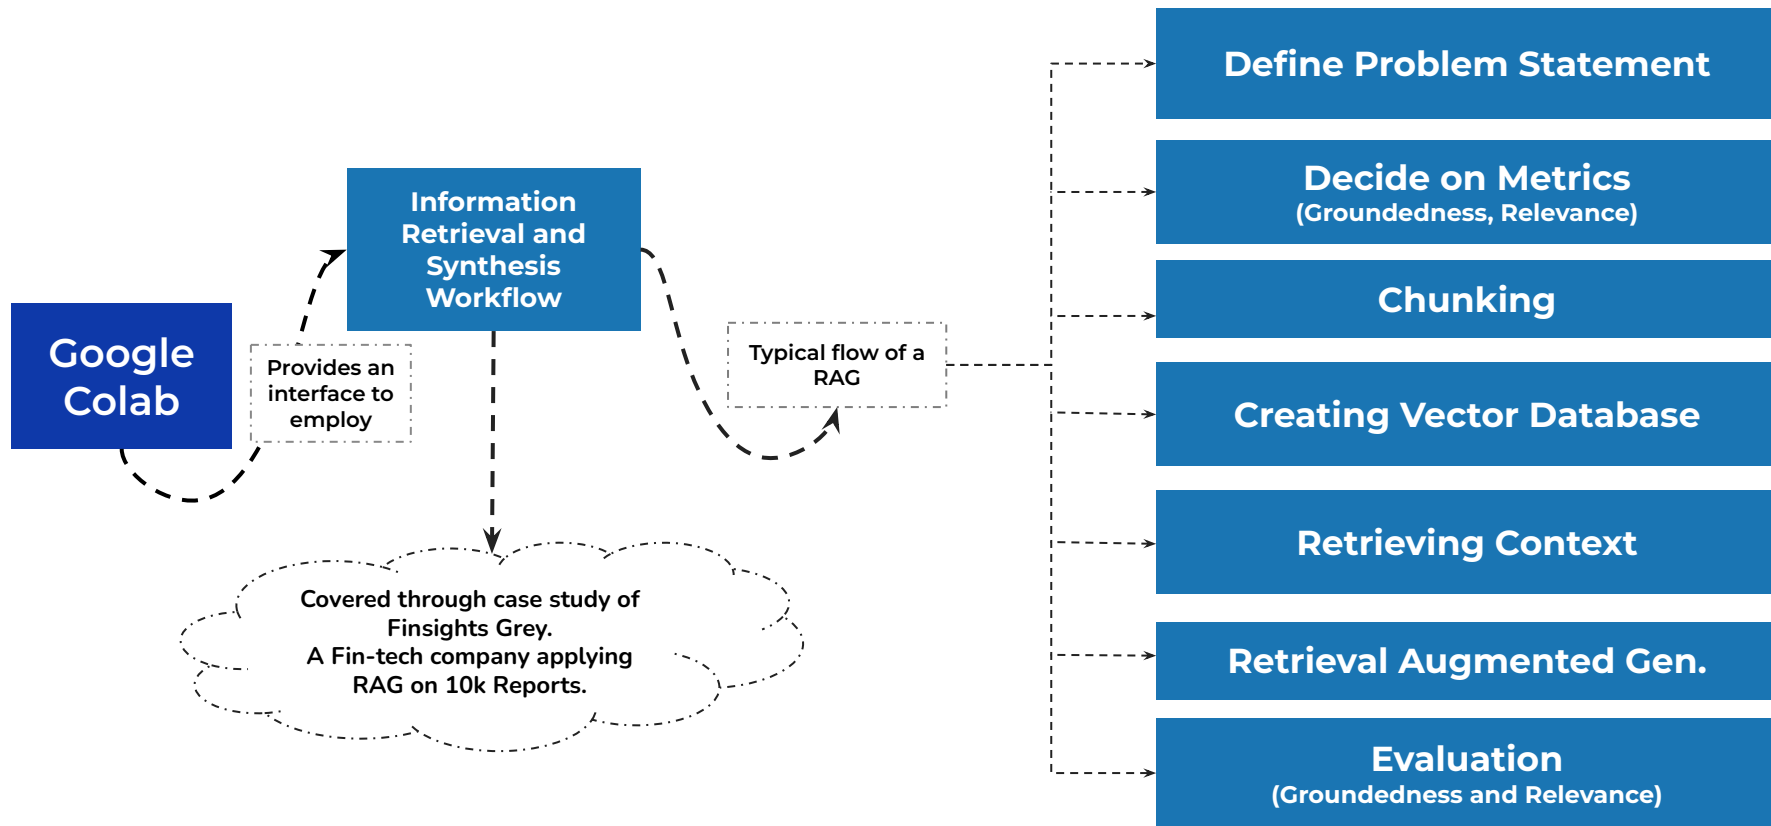 Google
Colab
Provides an
interface to
employ
Information
Retrieval and
Synthesis
Workflow
Covered through case study of
Finsights Grey.
A Fin-tech company applying
RAG on 10k Reports.
Typical flow of a
RAG
Define Problem Statement
Decide on Metrics
(Groundedness, Relevance)
Chunking
Creating Vector Database
Retrieving Context
Retrieval Augmented Gen.
Evaluation
(Groundedness and Relevance)